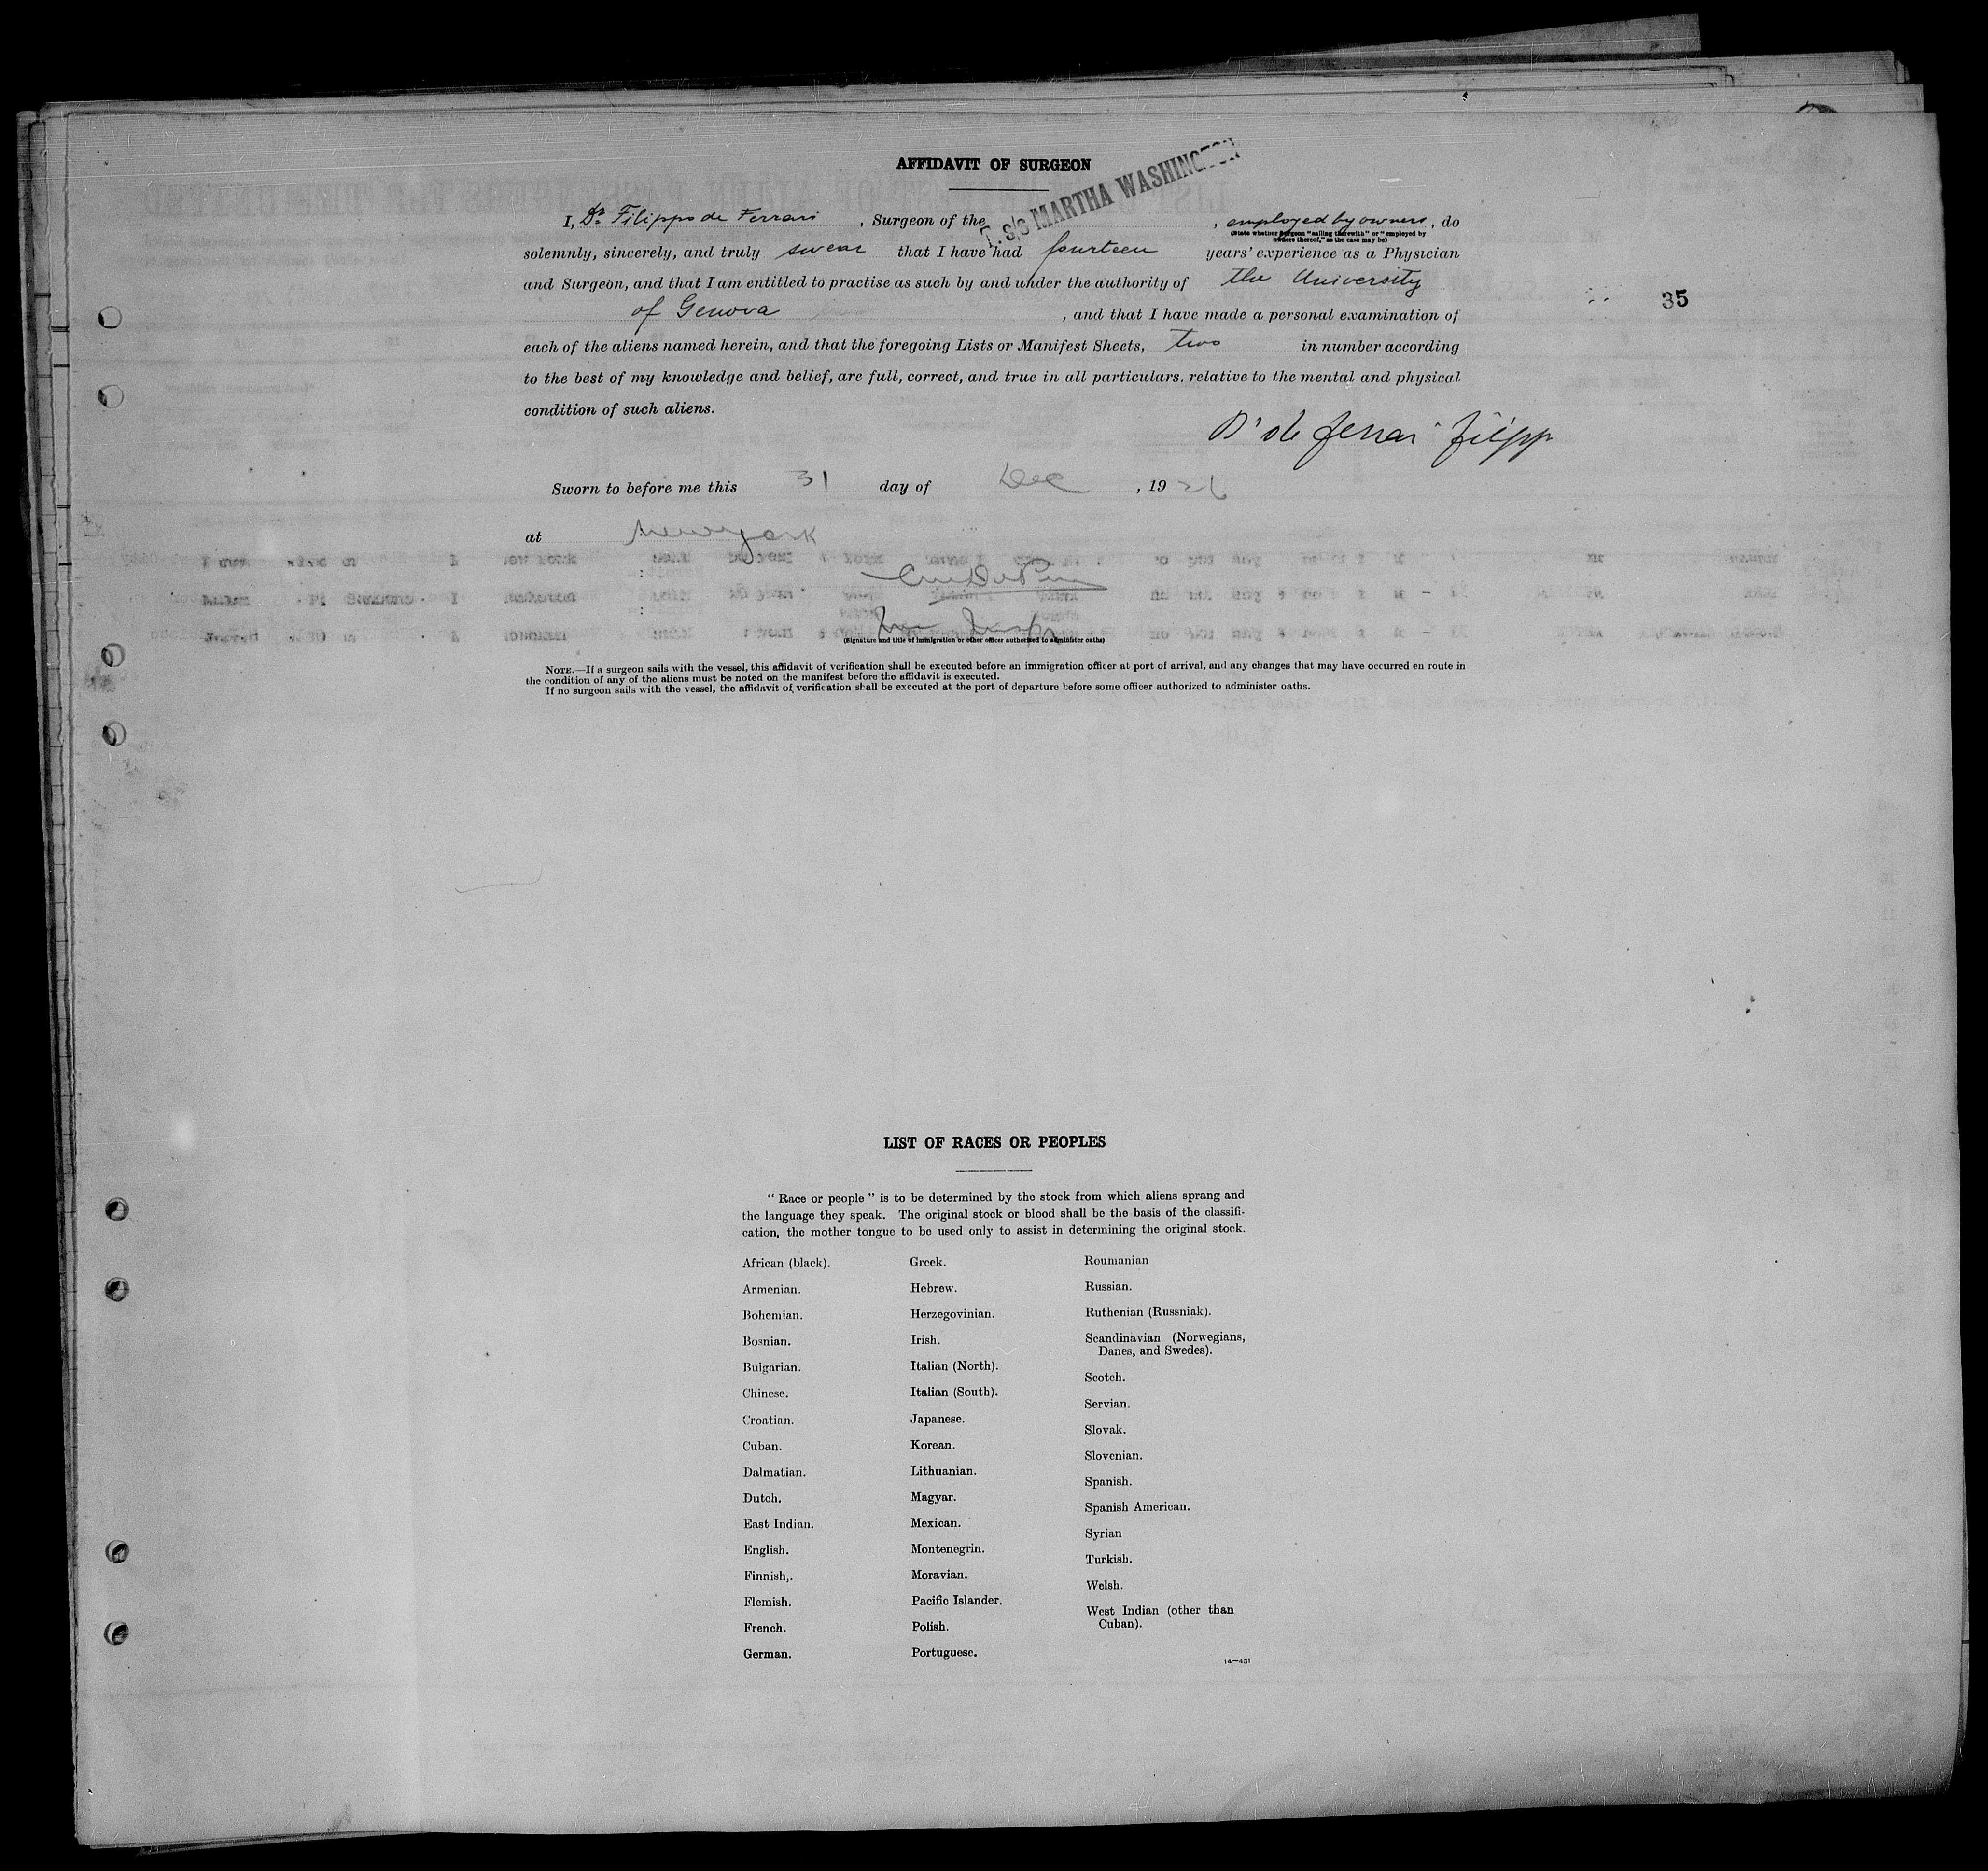 AFFIDAVIT OF SURGEON
I, Dr Filippo de Ferrari, Surgeon of the T. S/S MARTHA WASHINGTON, employed by owners, do
(State whether surgeon "sailing therewith" or "employed by
owners thereof," as the case may be)
solemnly, sincerely, and truly swear that I have had fourteen years' experience as a Physician
and Surgeon, and that I am entitled to practise as such by and under the authority of the University
of Genova, and that I have made a personal examination of
35
each of the aliens named herein, and that the foregoing Lists or Manifest Sheets, two in number according
to the best of my knowledge and belief, are full, correct, and true in all particulars, relative to the mental and physical
condition of such aliens.
Dr de Ferrari Filipp
Sworn to before me this 31 day of Dec, 1926
at New York
(Signature and title of immigration or other officer authorized to administer oaths)
NOTE.—If a surgeon sails with the vessel, this affidavit of verification shall be executed before an immigration officer at port of arrival, and any changes that may have occurred en route in
the condition of any of the aliens must be noted on the manifest before the affidavit is executed.
If no surgeon sails with the vessel, the affidavit of verification shall be executed at the port of departure before some officer authorized to administer oaths.
LIST OF RACES OR PEOPLES
"Race or people" is to be determined by the stock from which aliens sprang and
the language they speak. The original stock or blood shall be the basis of the classifi-
cation, the mother tongue to be used only to assist in determining the original stock.
African (black).
Armenian.
Bohemian.
Bosnian.
Bulgarian.
Chinese.
Croatian.
Cuban.
Dalmatian.
Dutch.
East Indian.
English.
Finnish,.
Flemish.
French.
German.
Greek.
Hebrew.
Herzegovinian.
Irish.
Italian (North).
Italian (South).
Japanese.
Korean.
Lithuanian.
Magyar.
Mexican.
Montenegrin.
Moravian.
Pacific Islander.
Polish.
Portuguese.
Roumanian
Russian.
Ruthenian (Russniak).
Scandinavian (Norwegians,
Danes, and Swedes).
Scotch.
Servian.
Slovak.
Slovenian.
Spanish.
Spanish American.
Syrian
Turkish.
Welsh.
West Indian (other than
Cuban).
14—431